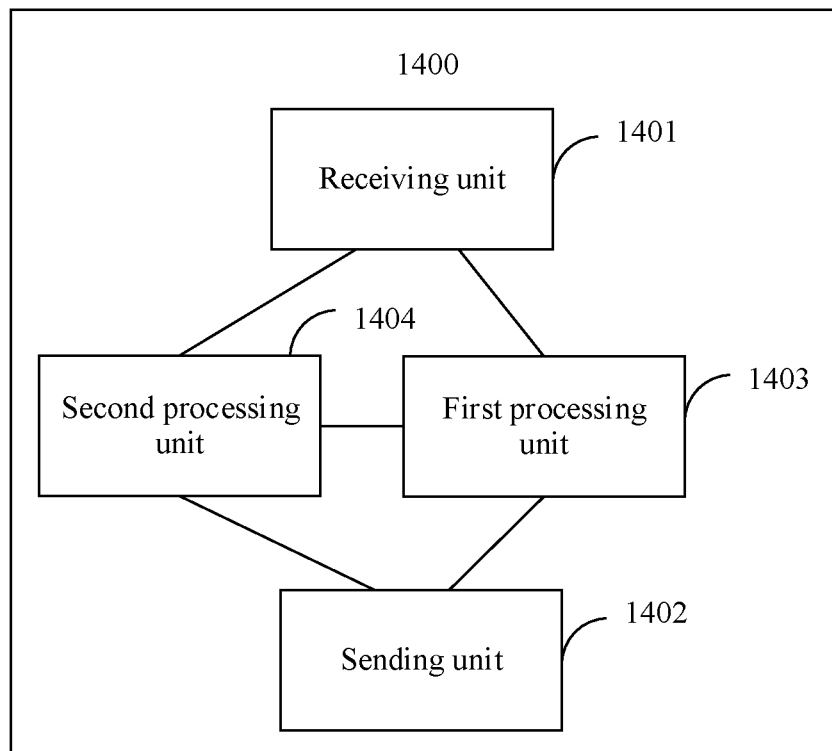 1400
1401
Receiving unit
1404
1403
Second processing
unit
First processing
unit
1402
Sending unit